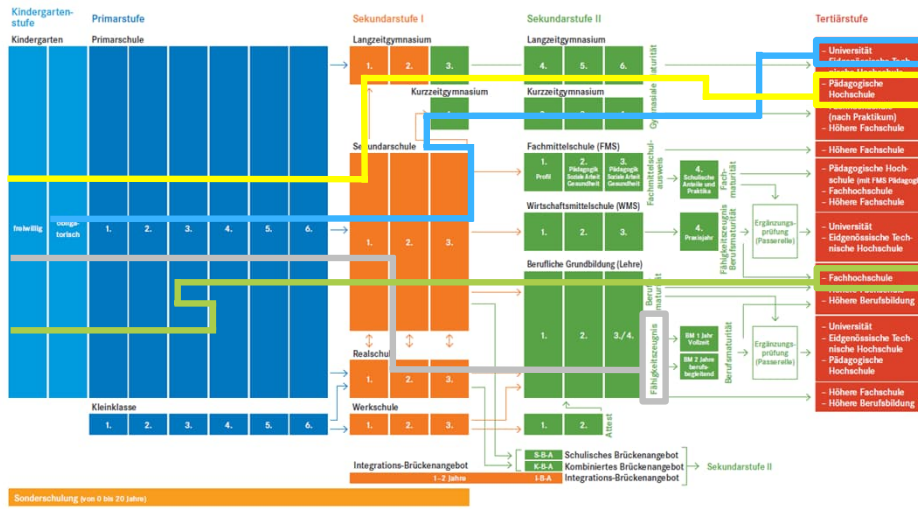 Kindergarten-
stufe
Primarstufe
Sekundarstufe I
Sekundarstufe II
Tertiärstufe
Kindergarten
Primarschule
Langzeitgymnasium
Langzeitgymnasium
1.
2.
3.
4.
5.
6.
Gymnasiale
maturität
– Universität
– Pädagogische
Hochschule
Kurzzeitgymnasium
Kurzzeitgymnasium
(nach Praktikum)
– Höhere Fachschule
Sekundarschule
Fachmittelschule (FMS)
1.
Profil
2.
Pädagogik
Soziale Arbeit
Gesundheit
3.
Pädagogik
Soziale Arbeit
Gesundheit
Fachmittelschul-
ausweis
4.
Schulische
Anteile und
Praktika
Fach-
maturität
– Höhere Fachschule
– Pädagogische Hoch-
schule (mit FMS Pädagogi
– Fachhochschule
– Höhere Fachschule
Wirtschaftsmittelschule (WMS)
freiwillig
torisch
1.
2.
3.
4.
5.
6.
1.
2.
3.
1.
2.
3.
4.
Praxisjahr
Fähigkeitszeugnis
Berufsmaturität
Ergänzungs-
prüfung
(Passerelle)
– Universität
– Eidgenössische Tech-
nische Hochschule
Berufliche Grundbildung (Lehre)
– Fachhochschule
– Höhere Berufsbildung
1.
2.
3./4.
Fähigkeitszeugnis
BM 1 Jahr
Vollzeit
BM 2 Jahre
berufs-
begleitend
Berufsmaturität
Ergänzungs-
prüfung
(Passerelle)
– Universität
– Eidgenössische Tech-
nische Hochschule
– Pädagogische
Hochschule
Realschule
1.
2.
3.
– Höhere Fachschule
– Höhere Berufsbildung
Kleinklasse
Werkschule
1.
2.
3.
4.
5.
6.
1.
2.
3.
1.
2.
Attest
S-B-A
Schulisches Brückenangebot
K-B-A
Kombiniertes Brückenangebot
Sekundarstufe II
Integrations-Brückenangebot
1–2 Jahre
I-B-A
Integrations-Brückenangebot
Sonderschulung (von 0 bis 20 Jahre)